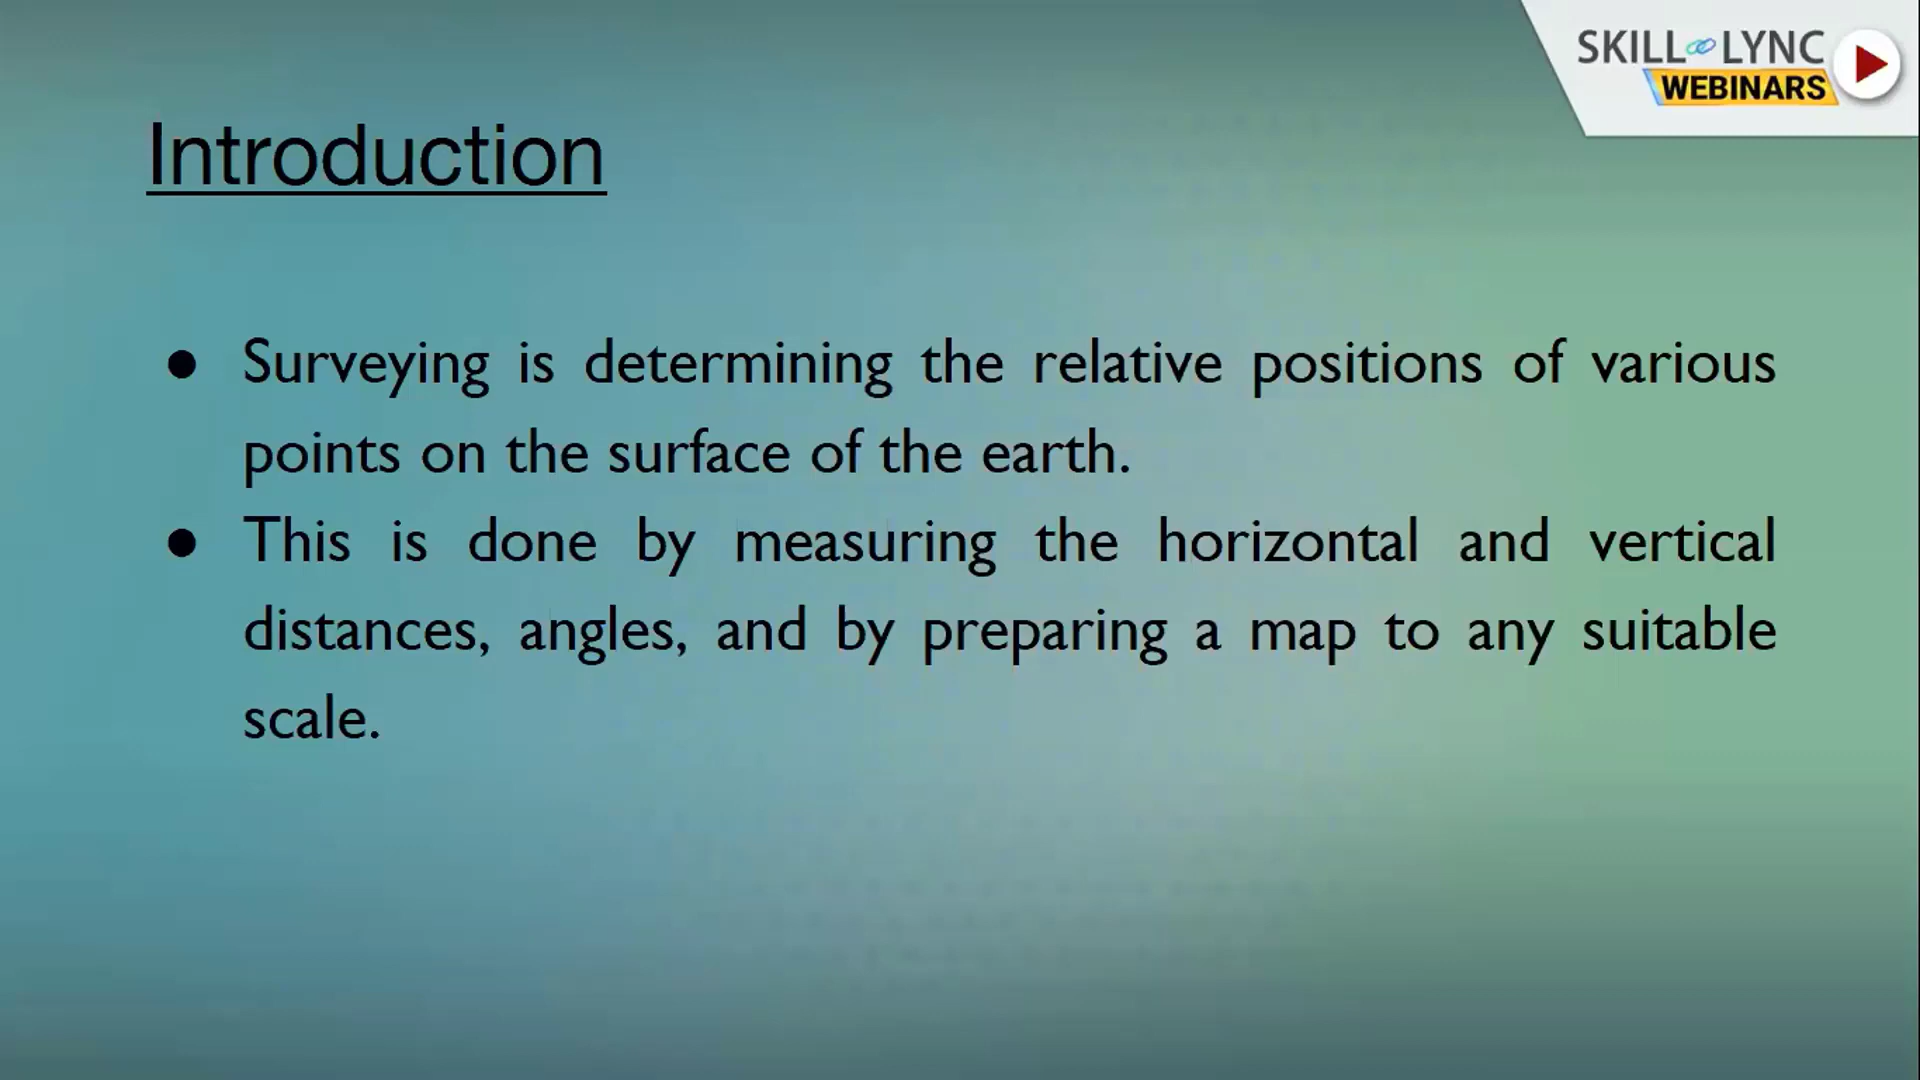 SKILL LYNC
WEBINARS
Introduction
● Surveying is determining the relative positions of various
points on the surface of the earth.
● This is done by measuring the horizontal and vertical
distances, angles, and by preparing a map to any suitable
scale.